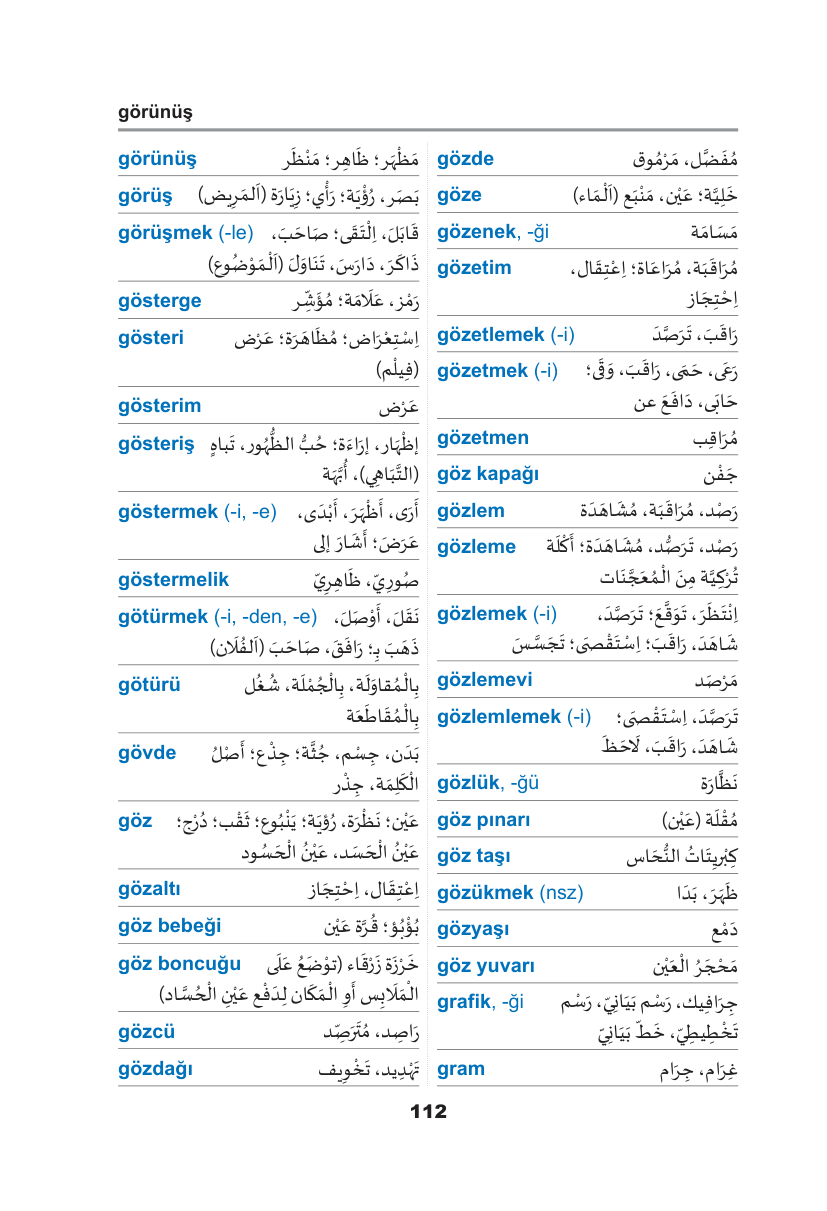 görünüş
görünüş مَظْهَر؛ ظَاهِر؛ مَنْظَر
görüş بَصَر، رُؤْيَة؛ رَأْي؛ زِيَارَة (اَلمَرِيض)
görüşmek (-le) قَابَلَ، اِلْتَقَى؛ صَاحَبَ،
ذَاكَرَ، دَارَسَ، تَنَاوَلَ (اَلْمَوْضُوع)
gösterge رَمْز، عَلَامَة؛ مُؤَشِّر
gösteri اِسْتِعْرَاض؛ مُظَاهَرَة؛ عَرْض
(فِيلْم)
gösterim عَرْض
gösteriş إظْهَار، إرَاءَة؛ حُبُّ الظُّهُور، تَباهٍ
(التَّبَاهِي)، أُبَّهَة
göstermek (-i, -e) أَرَى، أَظْهَرَ، أَبْدَى،
عَرَضَ؛ أَشَارَ إلى
göstermelik صُورِيّ، ظَاهِرِيّ
götürmek (-i, -den, -e) نَقَلَ، أَوْصَلَ،
ذَهَبَ بِـ؛ رَافَقَ، صَاحَبَ (اَلفُلَان)
götürü بِالْمُقاوَلَة، بِالْجُمْلَة، شُغُل
بِالْمُقَاطَعَة
gövde بَدَن، جِسْم، جُثَّة؛ جِذْع؛ أَصْلُ
الْكَلِمَة، جِذْر
göz عَيْن؛ نَظْرَة، رُؤيَة؛ يَنْبُوع؛ ثَقْب؛ دُرْج؛
عَيْنُ الْحَسَد، عَيْنُ الْحَسُود
gözaltı اِعْتِقَال، اِحْتِجَاز
göz bebeği بُؤْبُؤ؛ قُرَّة عَيْن
göz boncuğu خَرْزَة زَرْقَاء (تُوْضَعُ عَلَى
الْمَلَابِس أَوِ الْمَكَان لِدَفْعِ عَيْنِ الْحُسَّاد)
gözcü رَاصِد، مُتَرَصِّد
gözdağı تَهْدِيد، تَخْوِيف
gözde مُفَضَّل، مَرْمُوق
göze خَلِيَّة؛ عَيْن، مَنْبَع (اَلْمَاء)
gözenek, -ği مَسَامَة
gözetim مُرَاقَبَة، مُرَاعَاة؛ اِعْتِقَال،
اِحْتِجَاز
gözetlemek (-i) رَاقَبَ، تَرَصَّدَ
gözetmek (-i) رَعَى، حَمَى، رَاقَبَ، وَقَى؛
حَابَى، دَافَعَ عن
gözetmen مُرَاقِب
göz kapağı جَفْن
gözlem رَصْد، مُرَاقَبَة، مُشَاهَدَة
gözleme رَصْد، تَرَصُّد، مُشَاهَدَة؛ أَكْلَة
تُرْكِيَّة مِنَ الْمُعَجَّنَات
gözlemek (-i) اِنْتَظَرَ، تَوَقَّعَ؛ تَرَصَّدَ،
شَاهَدَ، رَاقَبَ؛ اِسْتَقْصَى؛ تَجَسَّسَ
gözlemevi مَرْصَد
gözlemlemek (-i) تَرَصَّدَ، اِسْتَقْصَى؛
شَاهَدَ، رَاقَبَ، لَاحَظَ
gözlük, -ğü نَظَّارَة
göz pınarı مُقْلَة (عَيْن)
göz taşı كِبْرِيتَاتُ النُّحَاس
gözükmek (nsz) ظَهَرَ، بَدَا
gözyaşı دَمْع
göz yuvarı مَحْجَرُ الْعَيْن
grafik, -ği جِرَافِيك، رَسْم بَيَانِيّ، رَسْم
تَخْطِيطِيّ، خَطّ بَيَانِيّ
gram غِرَام، جِرَام
112